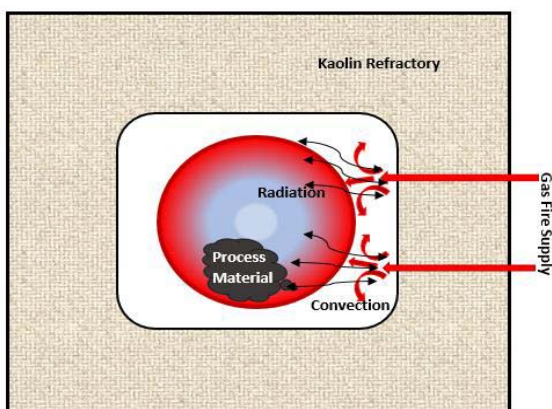 Kaolin Refractory
Radiation
Gas Fire Supply
Process
Material
Convection